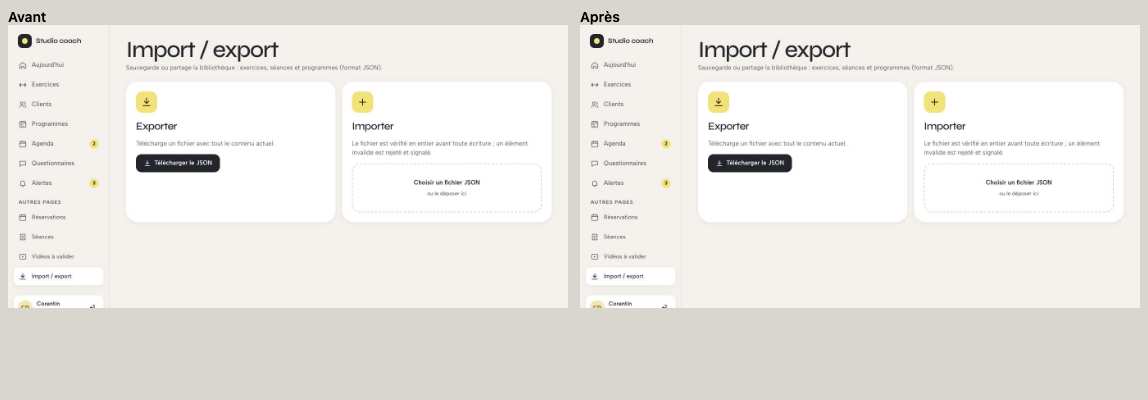 Avant
Studio coach
Aujourd'hui
Exercices
Clients
Programmes
Agenda 2
Questionnaires
Alertes 3
AUTRES PAGES
Réservations
Séances
Vidéos à valider
Import / export
Corentin
Import / export
Sauvegarde ou partage la bibliothèque : exercices, séances et programmes (format JSON).
Exporter
Télécharge un fichier avec tout le contenu actuel.
Télécharger le JSON
Importer
Le fichier est vérifié en entier avant toute écriture ; un élément
invalide est rejeté et signalé.
Choisir un fichier JSON
ou le déposer ici
Après
Studio coach
Aujourd'hui
Exercices
Clients
Programmes
Agenda 2
Questionnaires
Alertes 3
AUTRES PAGES
Réservations
Séances
Vidéos à valider
Import / export
Corentin
Import / export
Sauvegarde ou partage la bibliothèque : exercices, séances et programmes (format JSON).
Exporter
Télécharge un fichier avec tout le contenu actuel.
Télécharger le JSON
Importer
Le fichier est vérifié en entier avant toute écriture ; un élément
invalide est rejeté et signalé.
Choisir un fichier JSON
ou le déposer ici